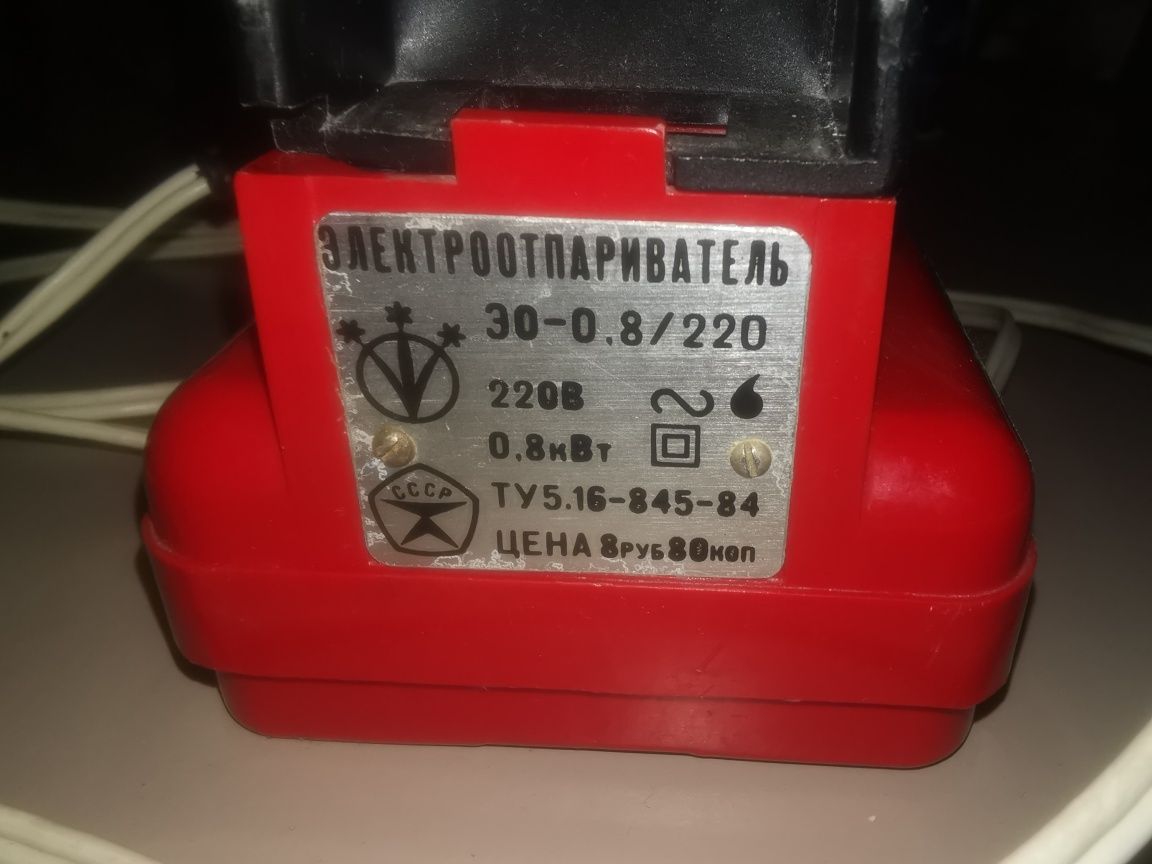 ЭЛЕКТРООТПАРИВАТЕЛЬ
ЭО-0,8/220
220В
0,8кВт
СССР
ТУ5.16-845-84
ЦЕНА 8РУБ80КОП